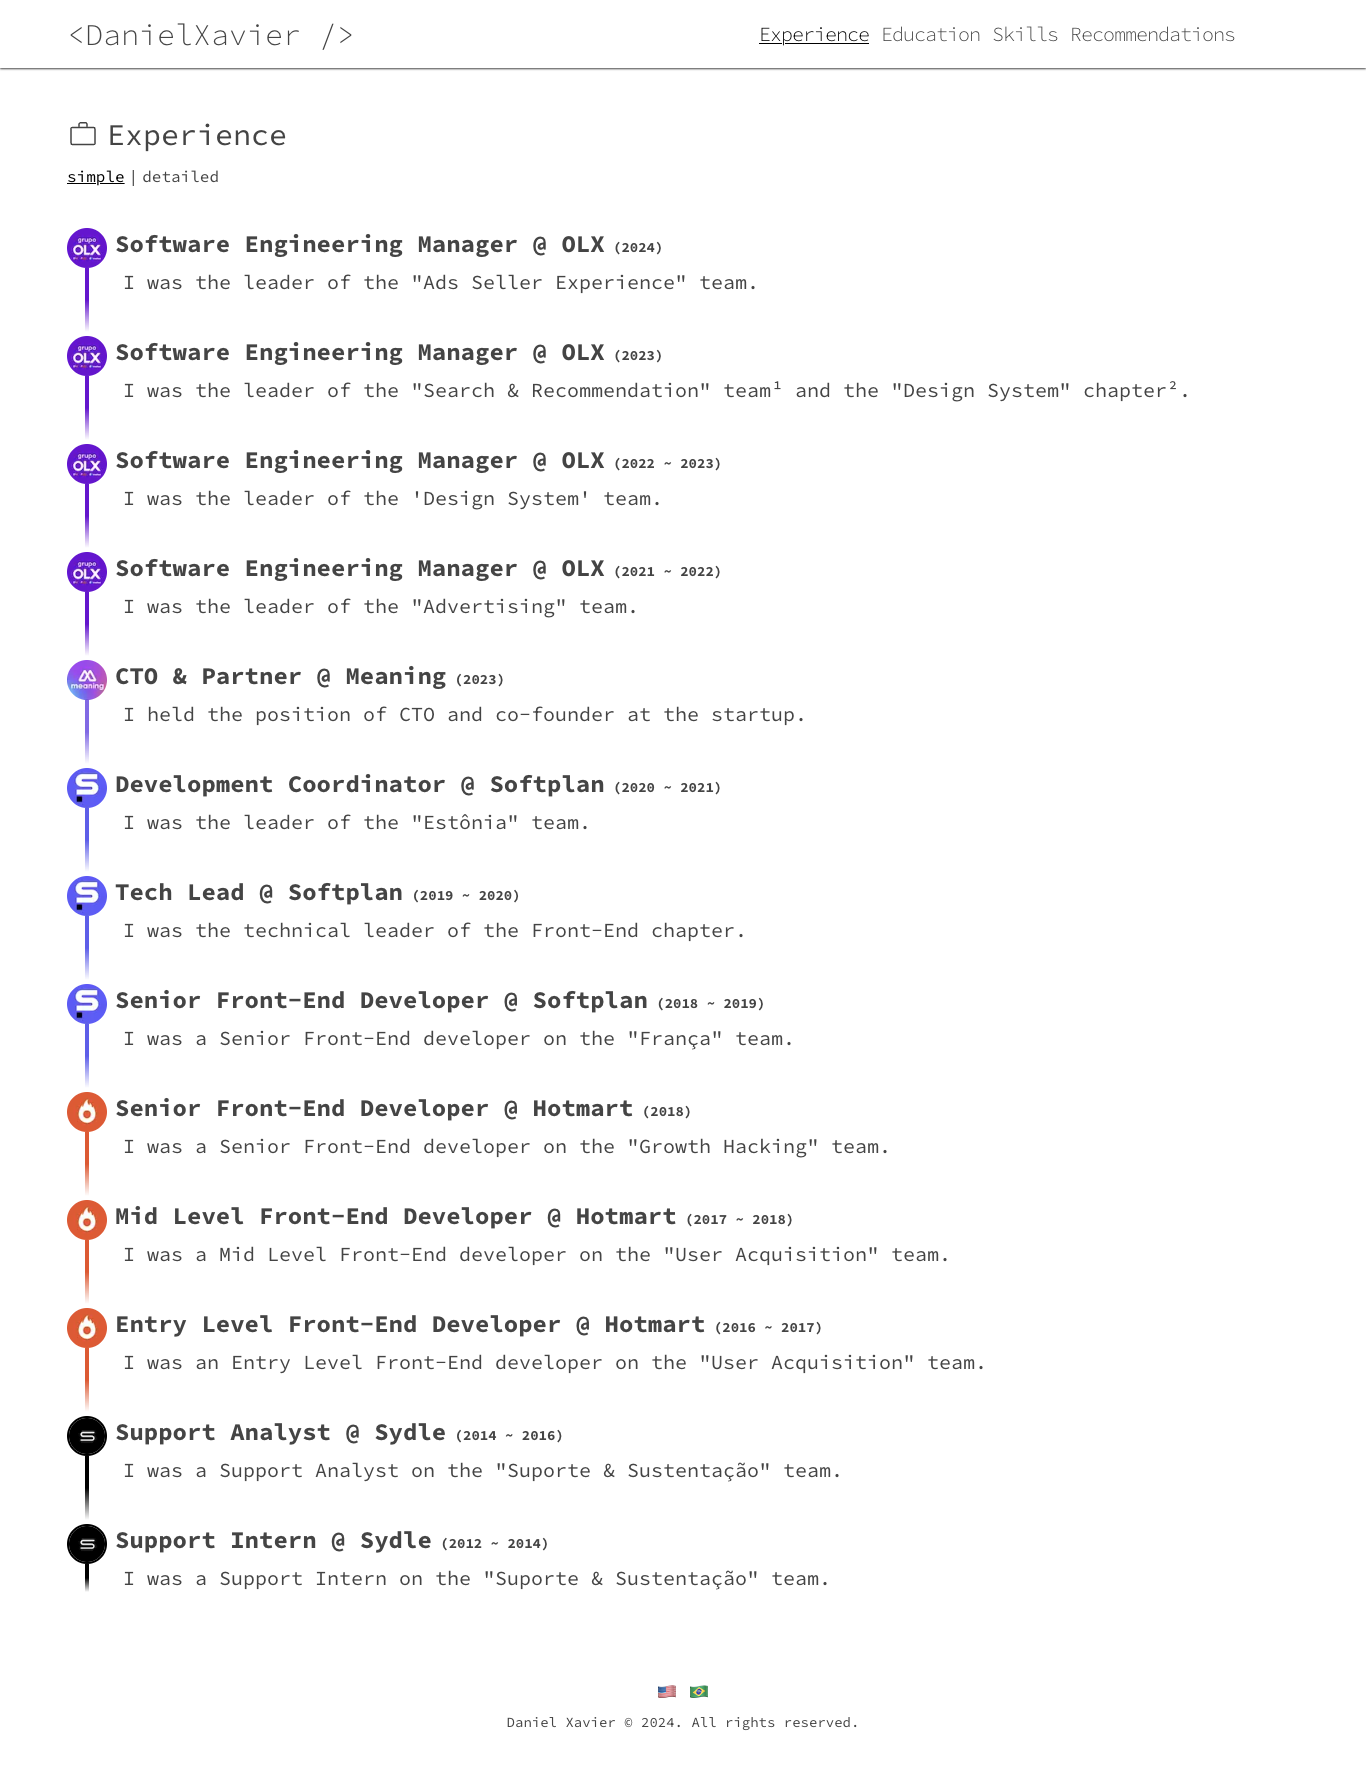 <DanielXavier />
Experience Education Skills Recommendations
Experience
simple | detailed
grupo OLX
Software Engineering Manager @ OLX (2024)
I was the leader of the "Ads Seller Experience" team.
grupo OLX
Software Engineering Manager @ OLX (2023)
I was the leader of the "Search & Recommendation" team¹ and the "Design System" chapter².
grupo OLX
Software Engineering Manager @ OLX (2022 ~ 2023)
I was the leader of the 'Design System' team.
grupo OLX
Software Engineering Manager @ OLX (2021 ~ 2022)
I was the leader of the "Advertising" team.
meaning
CTO & Partner @ Meaning (2023)
I held the position of CTO and co-founder at the startup.
Development Coordinator @ Softplan (2020 ~ 2021)
I was the leader of the "Estônia" team.
Tech Lead @ Softplan (2019 ~ 2020)
I was the technical leader of the Front-End chapter.
Senior Front-End Developer @ Softplan (2018 ~ 2019)
I was a Senior Front-End developer on the "França" team.
Senior Front-End Developer @ Hotmart (2018)
I was a Senior Front-End developer on the "Growth Hacking" team.
Mid Level Front-End Developer @ Hotmart (2017 ~ 2018)
I was a Mid Level Front-End developer on the "User Acquisition" team.
Entry Level Front-End Developer @ Hotmart (2016 ~ 2017)
I was an Entry Level Front-End developer on the "User Acquisition" team.
Support Analyst @ Sydle (2014 ~ 2016)
I was a Support Analyst on the "Suporte & Sustentação" team.
Support Intern @ Sydle (2012 ~ 2014)
I was a Support Intern on the "Suporte & Sustentação" team.
Daniel Xavier © 2024. All rights reserved.